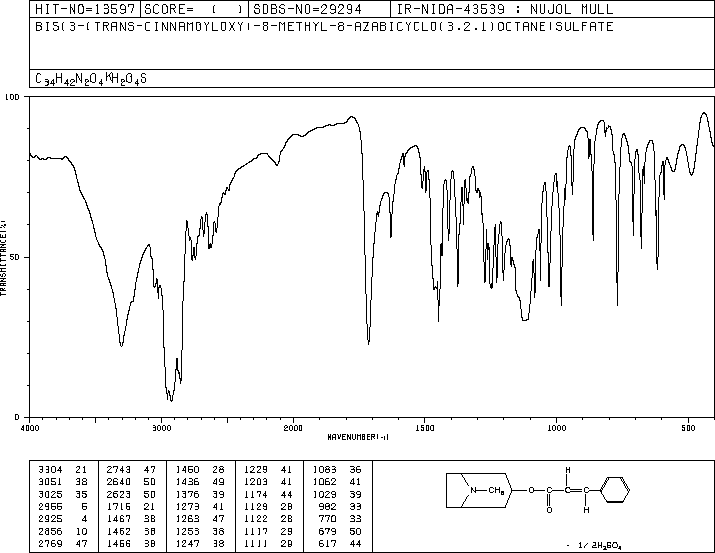 HIT-NO=13597 SCORE= ( ) SDBS-NO=29294 IR-NIDA-43539 : NUJOL MULL
BIS(3-(TRANS-CINNAMOYLOXY)-8-METHYL-8-AZABICYCLO(3.2.1)OCTANE)SULFATE
C34H42N2O4KH2O4S
100
50
0
TRANSMITTANCE(%)
4000 3000 2000 1500 1000 500
WAVENUMBER(-1)
3304 21 2743 47 1450 28 1229 41 1083 36
3051 38 2640 50 1436 49 1203 41 1062 41
3025 35 2623 50 1376 39 1174 44 1029 39
2955 6 1716 21 1273 41 1129 28 982 33
2925 4 1467 38 1263 47 1122 28 770 33
2856 10 1462 38 1253 38 1117 29 679 50
2769 47 1456 38 1247 38 1111 29 617 44
H
N CH3 O C C C
O H
- 1/2H2SO4